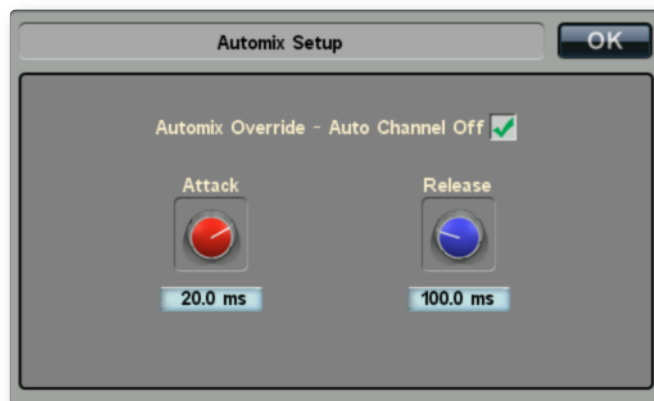 Automix Setup
OK
Automix Override - Auto Channel Off
Attack
Release
20.0 ms
100.0 ms